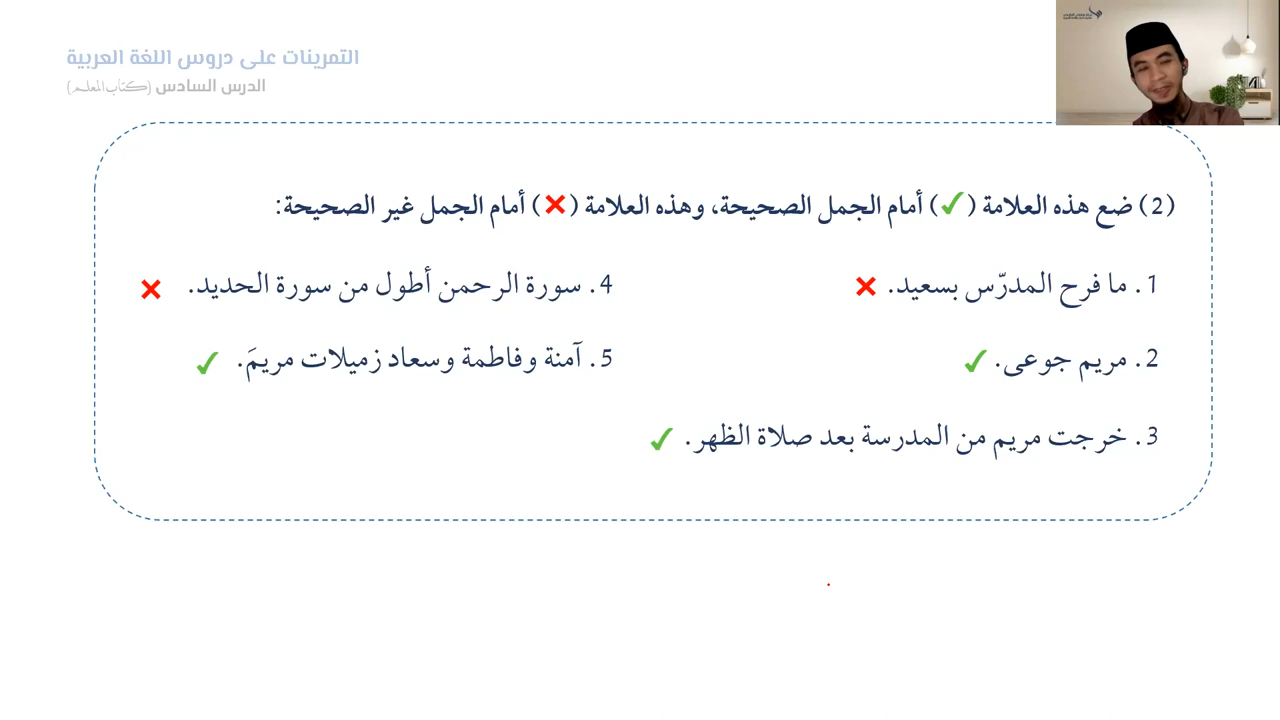 التمرينات على دروس اللغة العربية
الدرس السادس (كتاب المعلم)
(2) ضع هذه العلامة (✓) أمام الجمل الصحيحة، وهذه العلامة (✗) أمام الجمل غير الصحيحة:
1. ما فرح المدرّس بسعيد. ✗
2. مريم جوعى. ✓
3. خرجت مريم من المدرسة بعد صلاة الظهر. ✓
4. سورة الرحمن أطول من سورة الحديد. ✗
5. آمنة وفاطمة وسعاد زميلات مريمَ. ✓